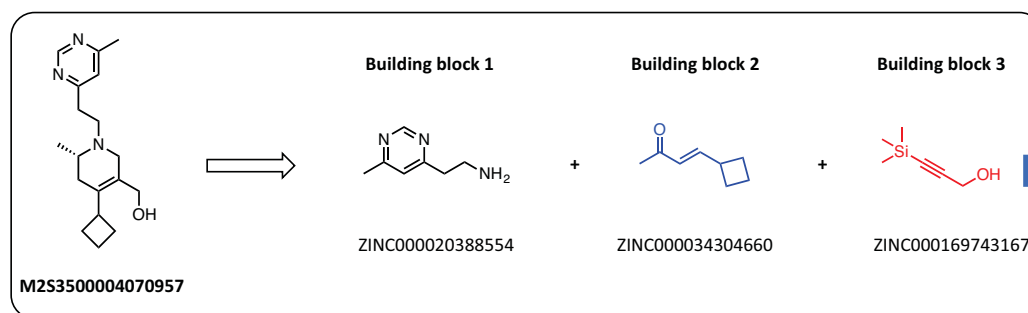 Building block 1
Building block 2
Building block 3
N
N
N
OH
M2S3500004070957
N
N
NH2
ZINC000020388554
+
O
ZINC000034304660
+
Si
OH
ZINC000169743167